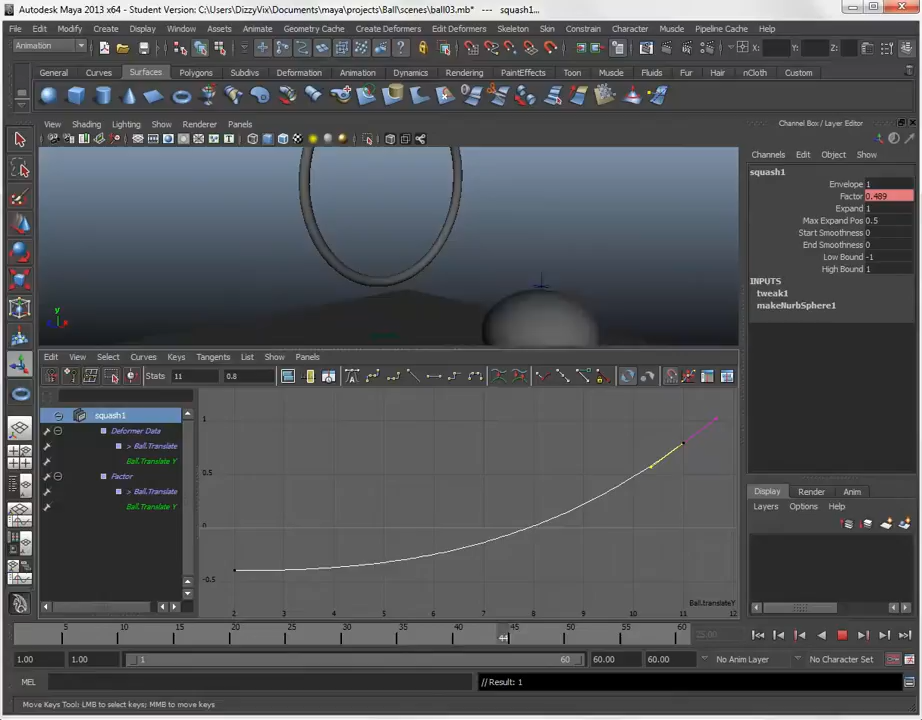 Autodesk Maya 2013 x64 - Student Version: C:\Users\DizzyVix\Documents\maya\projects\Ball\scenes\ball03.mb* --- squash1...
File Edit Modify Create Display Window Assets Animate Geometry Cache Create Deformers Edit Deformers Skeleton Skin Constrain Character Muscle Pipeline Cache Help
Animation X: Y: Z:
General Curves Surfaces Polygons Subdivs Deformation Animation Dynamics Rendering PaintEffects Toon Muscle Fluids Fur Hair nCloth Custom
Channel Box / Layer Editor
View Shading Lighting Show Renderer Panels
Channels Edit Object Show
squash1
Envelope 1
Factor 0.489
Expand 1
Max Expand Pos 0.5
Start Smoothness 0
End Smoothness 0
Low Bound -1
High Bound 1
INPUTS
tweak1
makeNurbSphere1
y
Edit View Select Curves Keys Tangents List Show Panels
Stats 11 0.8
squash1
Deformer Data
> Ball.Translate
Ball.Translate Y
Factor
> Ball.Translate
Ball.Translate Y
1
0.5
0
-0.5
Ball.translateY
2 3 4 5 6 7 8 9 10 11 12
Display Render Anim
Layers Options Help
5 10 15 20 25 30 35 40 45 50 55 60
44
25.00
1.00 1.00 1 60 60.00 60.00 No Anim Layer No Character Set
MEL // Result: 1
Move Keys Tool: LMB to select keys; MMB to move keys